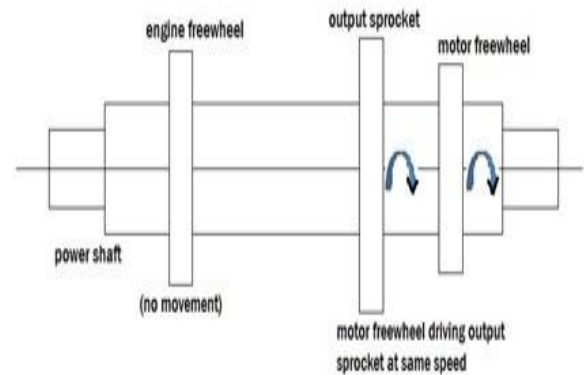 engine freewheel
output sprocket
motor freewheel
power shaft
(no movement)
motor freewheel driving output
sprocket at same speed